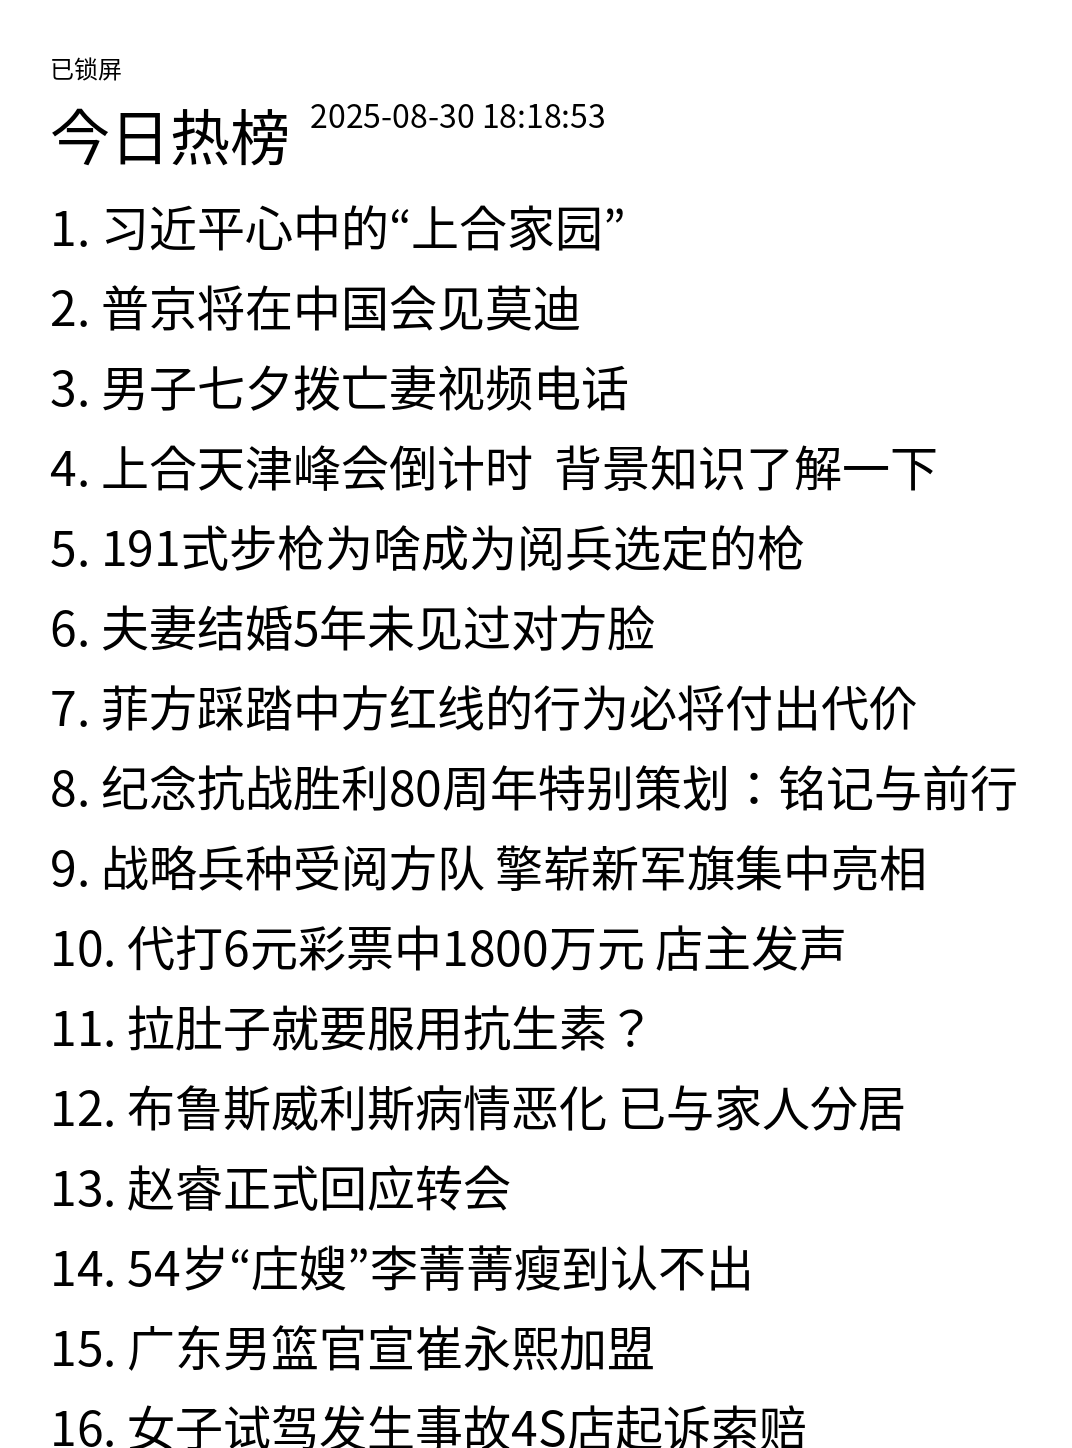 已锁屏
今日热榜 2025-08-30 18:18:53
1. 习近平心中的“上合家园”
2. 普京将在中国会见莫迪
3. 男子七夕拨亡妻视频电话
4. 上合天津峰会倒计时 背景知识了解一下
5. 191式步枪为啥成为阅兵选定的枪
6. 夫妻结婚5年未见过对方脸
7. 菲方踩踏中方红线的行为必将付出代价
8. 纪念抗战胜利80周年特别策划：铭记与前行
9. 战略兵种受阅方队 擎崭新军旗集中亮相
10. 代打6元彩票中1800万元 店主发声
11. 拉肚子就要服用抗生素？
12. 布鲁斯威利斯病情恶化 已与家人分居
13. 赵睿正式回应转会
14. 54岁“庄嫂”李菁菁瘦到认不出
15. 广东男篮官宣崔永熙加盟
16. 女子试驾发生事故4S店起诉索赔